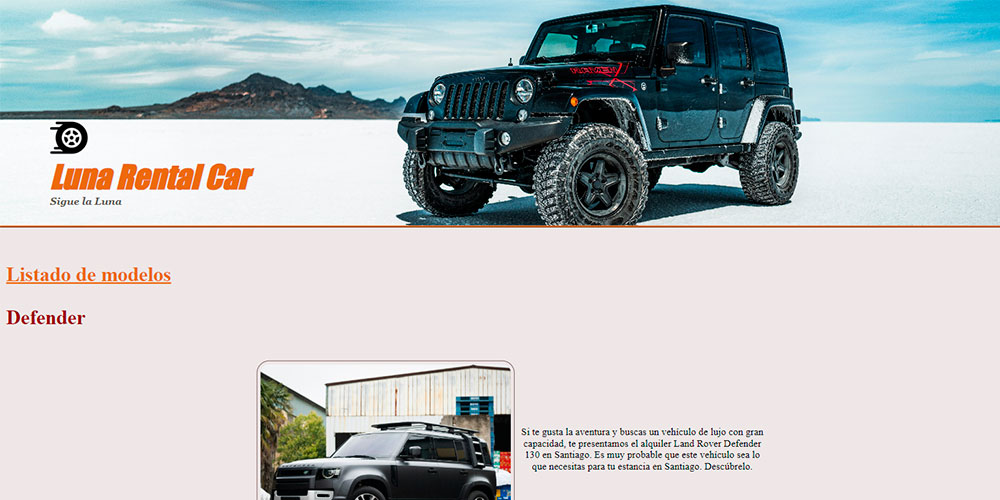 Luna Rental Car
Sigue la Luna
Listado de modelos
Defender
Si te gusta la aventura y buscas un vehículo de lujo con gran
capacidad, te presentamos el alquiler Land Rover Defender
130 en Santiago. Es muy probable que este vehículo sea lo
que necesitas para tu estancia en Santiago. Descúbrelo.